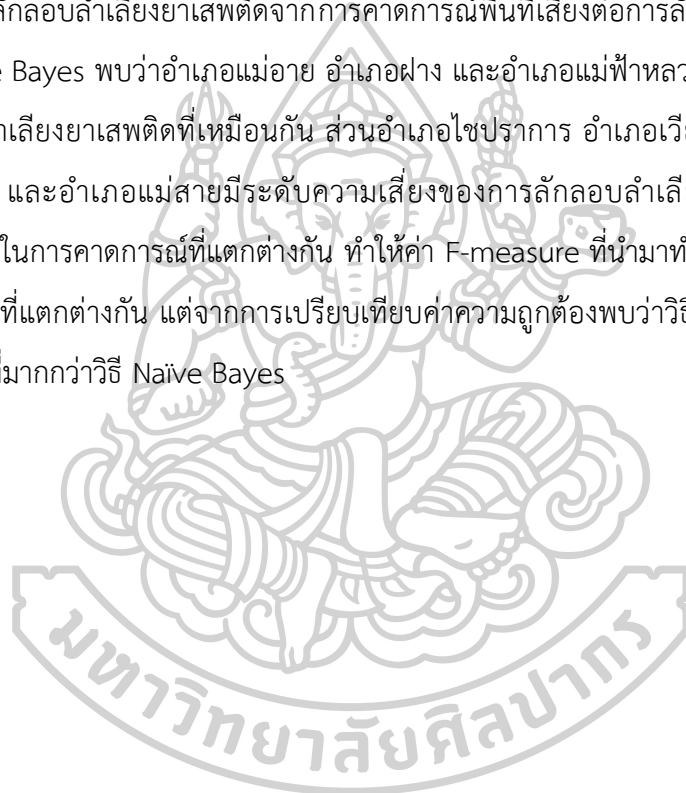 ลักลอบลำเลียงยาเสพติดจากการคาดการณ์พื้นที่เสี่ยงต่อการลั
e Bayes พบว่าอำเภอแม่อาย อำเภอฝาง และอำเภอแม่ฟ้าหลว
ำเลียงยาเสพติดที่เหมือนกัน ส่วนอำเภอไชปราการ อำเภอเวีย
และอำเภอแม่สายมีระดับความเสี่ยงของการลักลอบลำเลี
ในการคาดการณ์ที่แตกต่างกัน ทำให้ค่า F-measure ที่นำมาทำ
ที่แตกต่างกัน แต่จากการเปรียบเทียบค่าความถูกต้องพบว่าวิธี
ที่มากกว่าวิธี Naïve Bayes
มหาวิทยาลัยศิลปากร